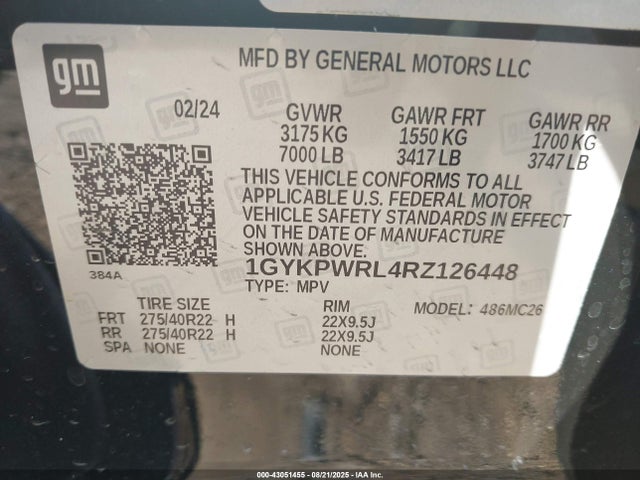 gm
MFD BY GENERAL MOTORS LLC
02/24 GVWR GAWR FRT GAWR RR
3175 KG 1550 KG 1700 KG
7000 LB 3417 LB 3747 LB
THIS VEHICLE CONFORMS TO ALL
APPLICABLE U.S. FEDERAL MOTOR
VEHICLE SAFETY STANDARDS IN EFFECT
ON THE DATE OF MANUFACTURE
SHOWN ABOVE.
384A 1GYKPWRL4RZ126448
TYPE: MPV
TIRE SIZE RIM MODEL: 486MC26
FRT 275/40R22 H 22X9.5J
RR 275/40R22 H 22X9.5J
SPA NONE NONE
00-43051455 - 08/21/2025 - IAA Inc.